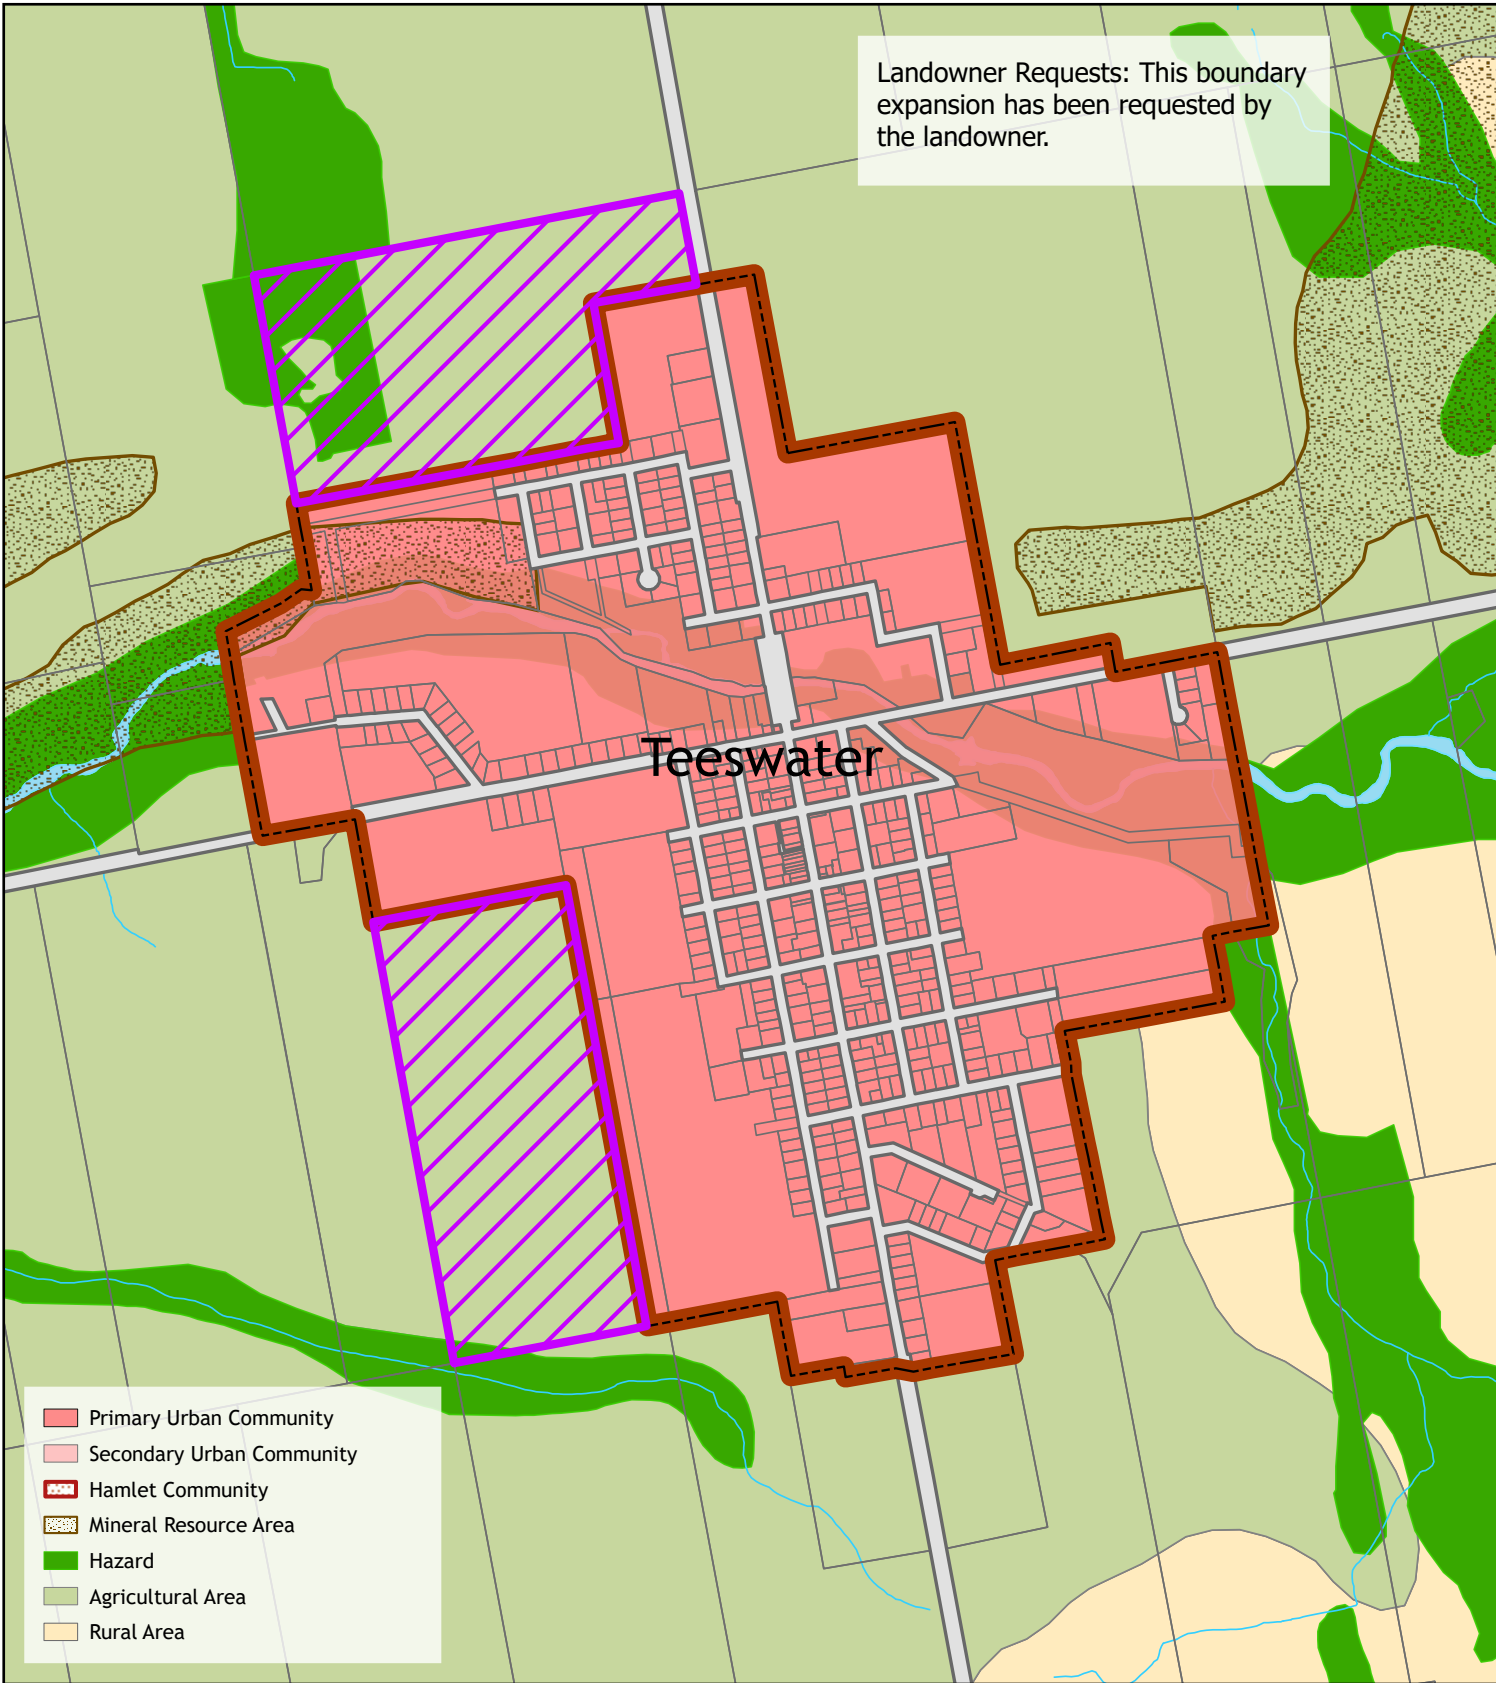 Landowner Requests: This boundary
expansion has been requested by
the landowner.
Teeswater
Primary Urban Community
Secondary Urban Community
Hamlet Community
Mineral Resource Area
Hazard
Agricultural Area
Rural Area